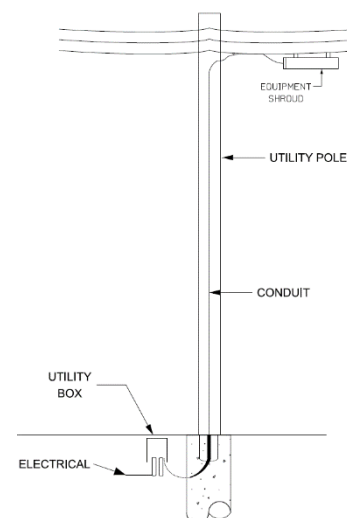 EQUIPMENT
SHROUD
UTILITY POLE
CONDUIT
UTILITY
BOX
ELECTRICAL